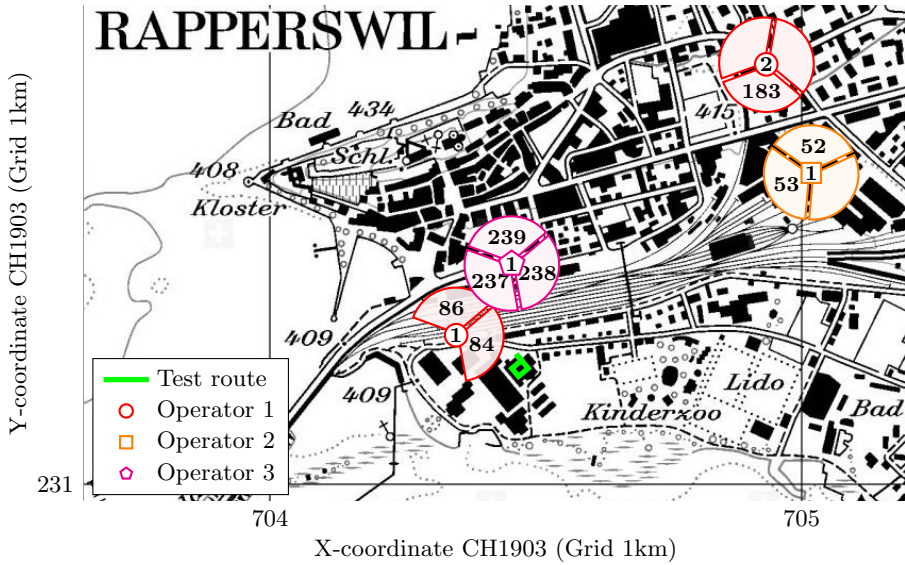 RAPPERSWIL-
2
183
434
Bad
415
52
1
53
Schl.
408
Kloster
239
1
238
237
86
1
84
409
409
Lido
Kinderzoo
Bad
Test route
Operator 1
Operator 2
Operator 3
231
704
705
X-coordinate CH1903 (Grid 1km)
Y-coordinate CH1903 (Grid 1km)